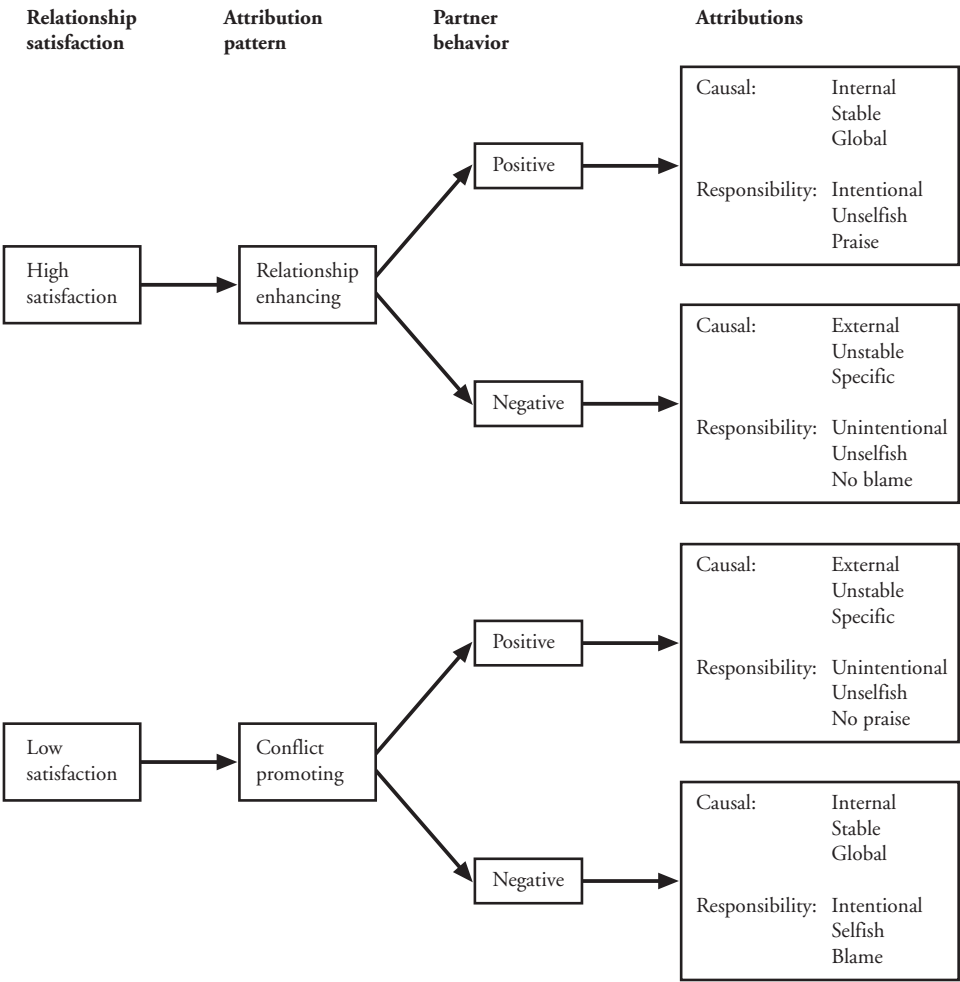 Relationship satisfaction
Attribution pattern
Partner behavior
Attributions
High
satisfaction
Relationship
enhancing
Positive
Causal: Internal
Stable
Global
Responsibility: Intentional
Unselfish
Praise
Negative
Causal: External
Unstable
Specific
Responsibility: Unintentional
Unselfish
No blame
Low
satisfaction
Conflict
promoting
Positive
Causal: External
Unstable
Specific
Responsibility: Unintentional
Unselfish
No praise
Negative
Causal: Internal
Stable
Global
Responsibility: Intentional
Selfish
Blame